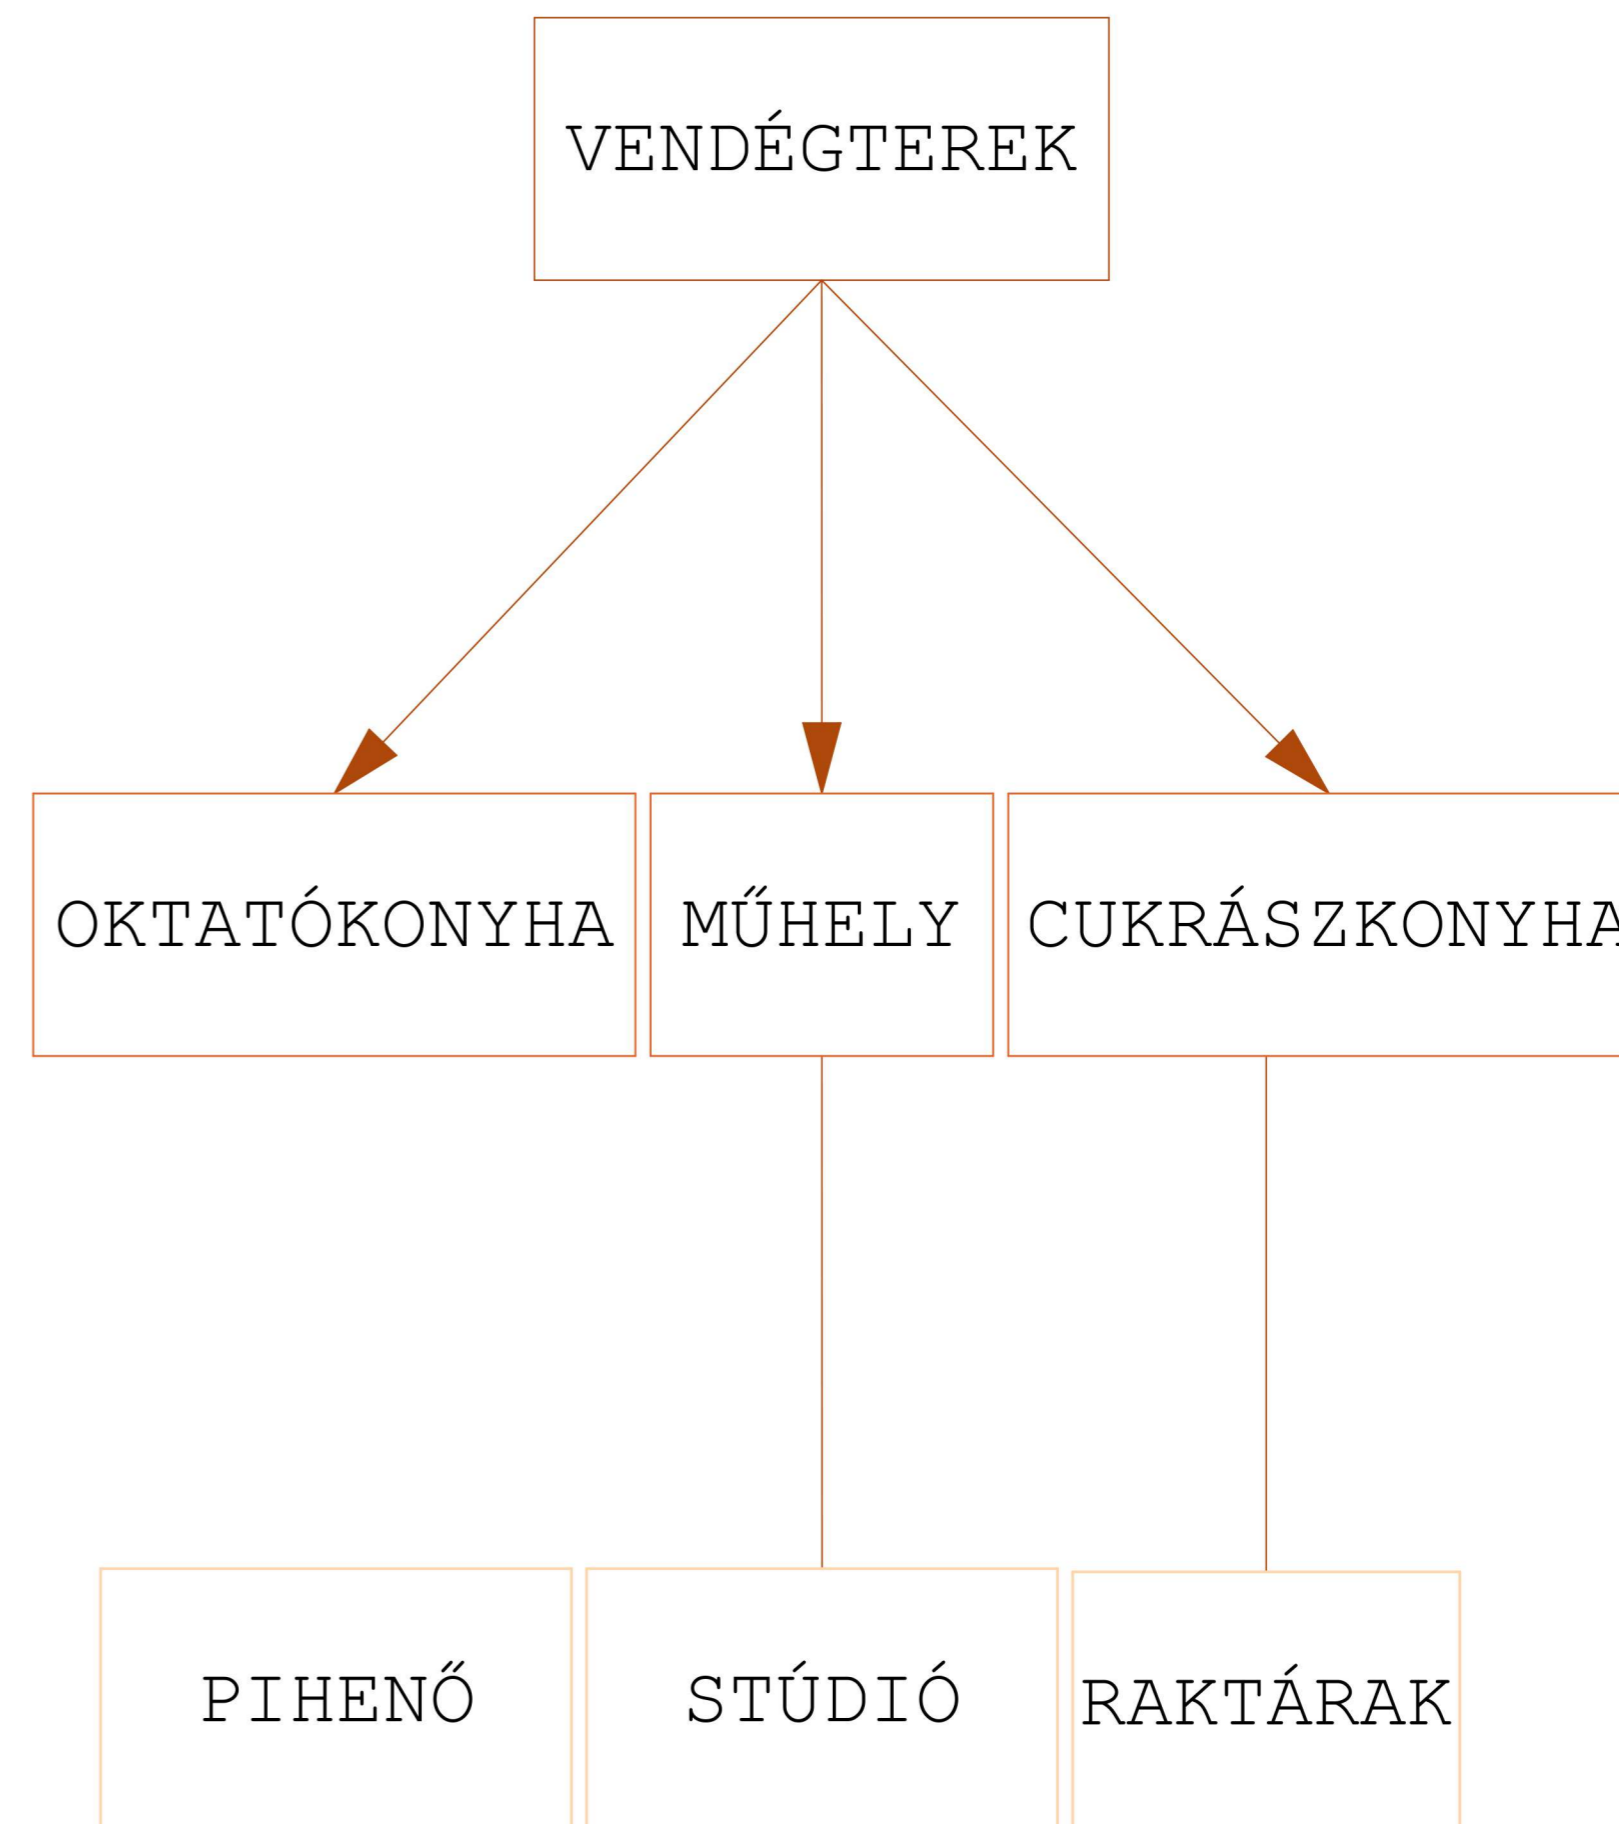 VENDÉGTEREK
OKTATÓKONYHA
MŰHELY
CUKRÁSZKONYHA
PIHENŐ
STÚDIÓ
RAKTÁRAK